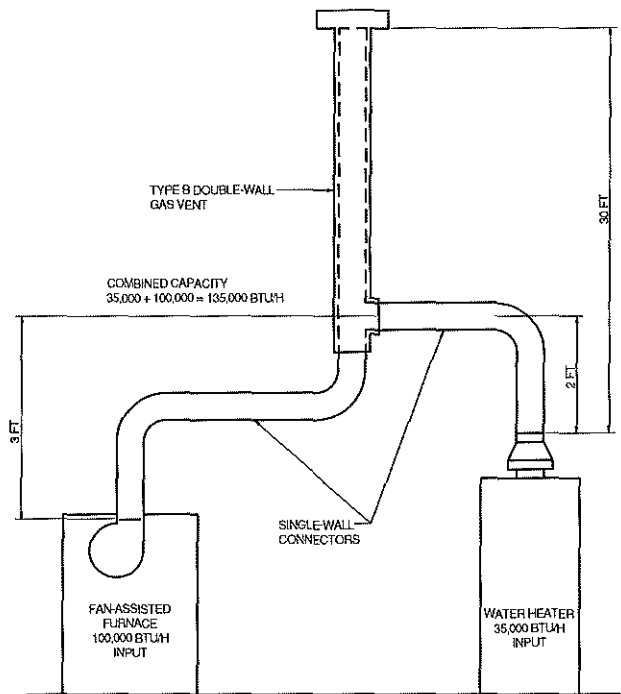 TYPE B DOUBLE-WALL
GAS VENT
30 FT
COMBINED CAPACITY
35,000 + 100,000 = 135,000 BTU/H
3 FT
2 FT
SINGLE-WALL
CONNECTORS
FAN-ASSISTED
FURNACE
100,000 BTU/H
INPUT
WATER HEATER
35,000 BTU/H
INPUT